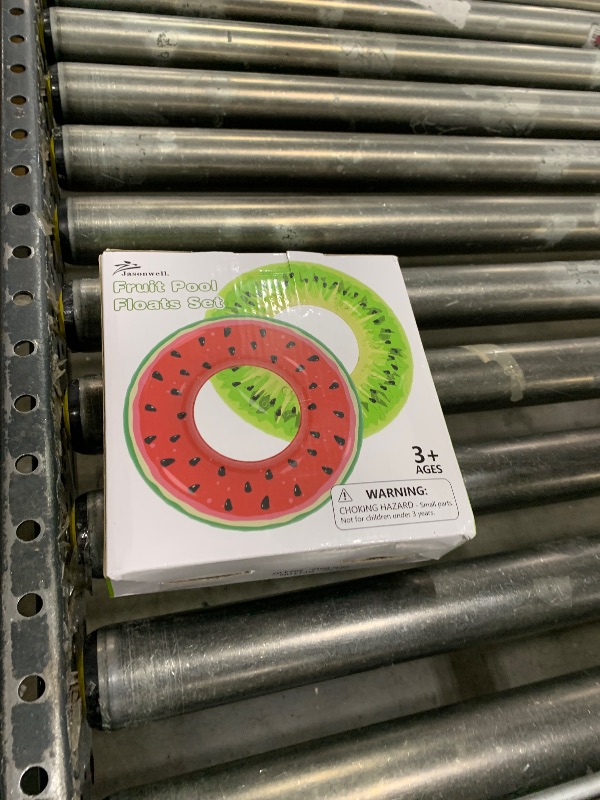 Jasonwell.
Fruit Pool
Floats Set
3+
AGES
WARNING:
CHOKING HAZARD - Small parts.
Not for children under 3 years.